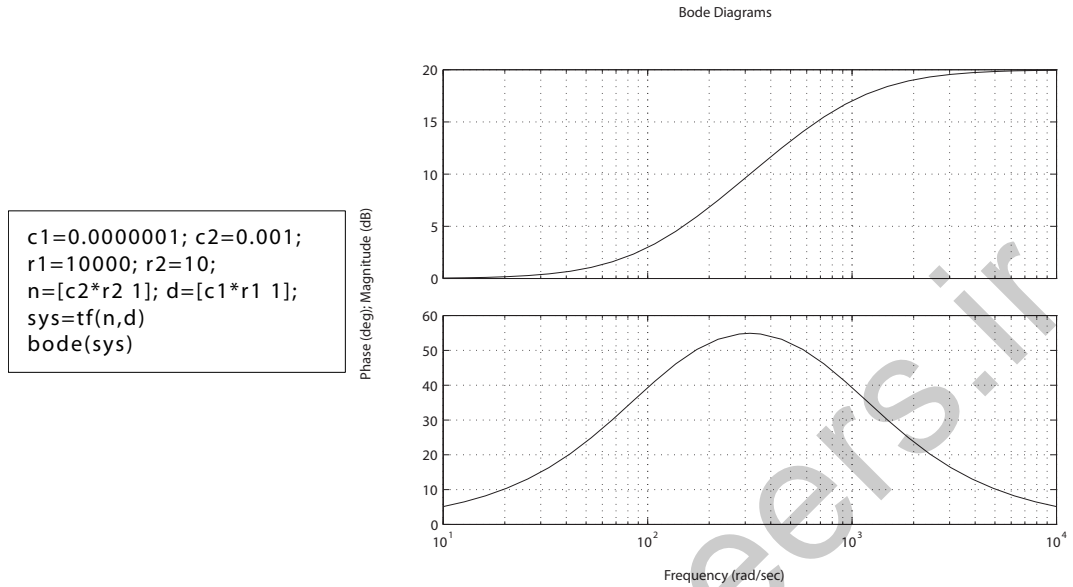 Bode Diagrams
c1=0.0000001; c2=0.001;
r1=10000; r2=10;
n=[c2*r2 1]; d=[c1*r1 1];
sys=tf(n,d)
bode(sys)
Phase (deg); Magnitude (dB)
20
15
10
5
0
60
50
40
30
20
10
0
10^1 10^2 10^3 10^4
Frequency (rad/sec)
eers.ir